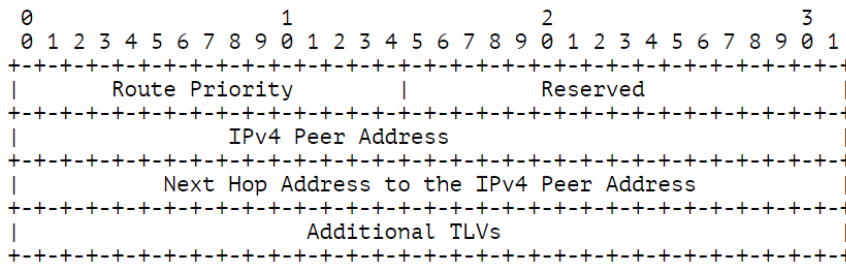 0                   1                   2                   3
0 1 2 3 4 5 6 7 8 9 0 1 2 3 4 5 6 7 8 9 0 1 2 3 4 5 6 7 8 9 0 1
+-+-+-+-+-+-+-+-+-+-+-+-+-+-+-+-+-+-+-+-+-+-+-+-+-+-+-+-+-+-+-+-+
| Route Priority | Reserved |
+-+-+-+-+-+-+-+-+-+-+-+-+-+-+-+-+-+-+-+-+-+-+-+-+-+-+-+-+-+-+-+-+
| IPv4 Peer Address |
+-+-+-+-+-+-+-+-+-+-+-+-+-+-+-+-+-+-+-+-+-+-+-+-+-+-+-+-+-+-+-+-+
| Next Hop Address to the IPv4 Peer Address |
+-+-+-+-+-+-+-+-+-+-+-+-+-+-+-+-+-+-+-+-+-+-+-+-+-+-+-+-+-+-+-+-+
| Additional TLVs |
+-+-+-+-+-+-+-+-+-+-+-+-+-+-+-+-+-+-+-+-+-+-+-+-+-+-+-+-+-+-+-+-+